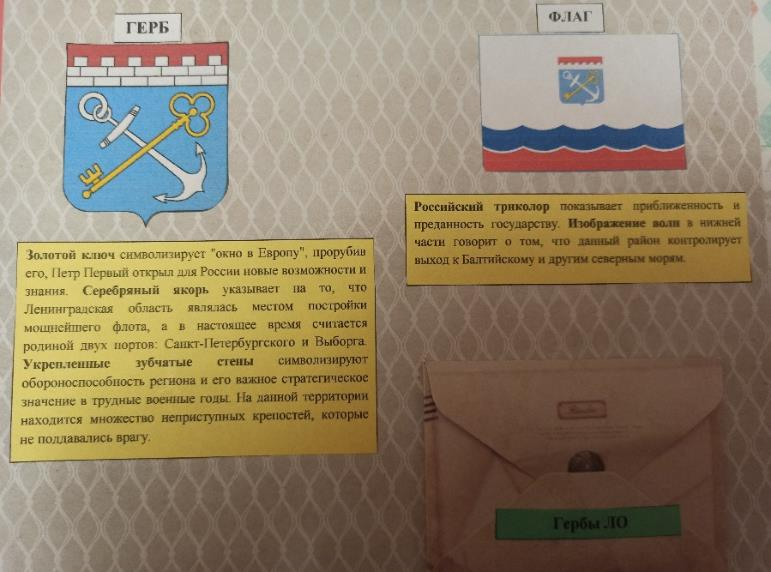 ГЕРБ
Золотой ключ символизирует "окно в Европу", прорубив
его, Петр Первый открыл для России новые возможности и
знания. Серебряный якорь указывает на то, что
Ленинградская область являлась местом постройки
мощнейшего флота, а в настоящее время считается
родиной двух портов: Санкт-Петербургского и Выборга.
Укрепленные зубчатые стены символизируют
обороноспособность региона и его важное стратегическое
значение в трудные военные годы. На данной территории
находится множество неприступных крепостей, которые
не поддавались врагу.
ФЛАГ
Российский триколор показывает приближенность и
преданность государству. Изображение волн в нижней
части говорит о том, что данный район контролирует
выход к Балтийскому и другим северным морям.
Гербы ЛО